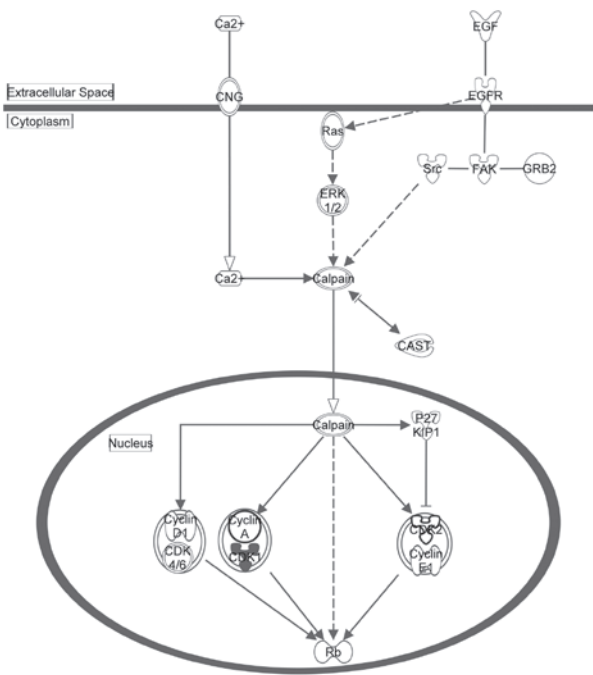 Ca2+
EGF
Extracellular Space
CNG
EGFR
Cytoplasm
Ras
Src
FAK
GRB2
ERK
1/2
Ca2+
Calpain
CAST
Nucleus
Calpain
P27
KIP1
Cyclin
D1
CDK
4/6
Cyclin
A
CDK1
CDK2
Cyclin
E1
Rb